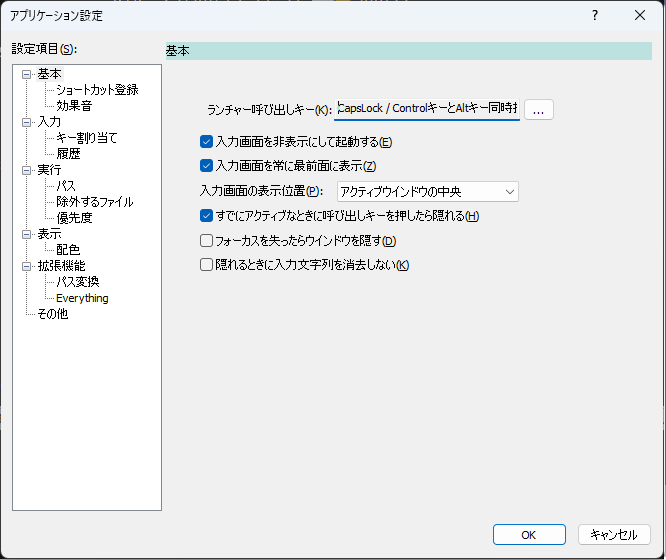 アプリケーション設定
設定項目(S):
基本
ショートカット登録
効果音
入力
キー割り当て
履歴
実行
パス
除外するファイル
優先度
表示
配色
拡張機能
パス変換
Everything
その他
基本
ランチャー呼び出しキー(K): CapsLock / ControlキーとAltキー同時押 ...
入力画面を非表示にして起動する(E)
入力画面を常に最前面に表示(Z)
入力画面の表示位置(P): アクティブウインドウの中央
すでにアクティブなときに呼び出しキーを押したら隠れる(H)
フォーカスを失ったらウインドウを隠す(D)
隠れるときに入力文字列を消去しない(K)
OK キャンセル